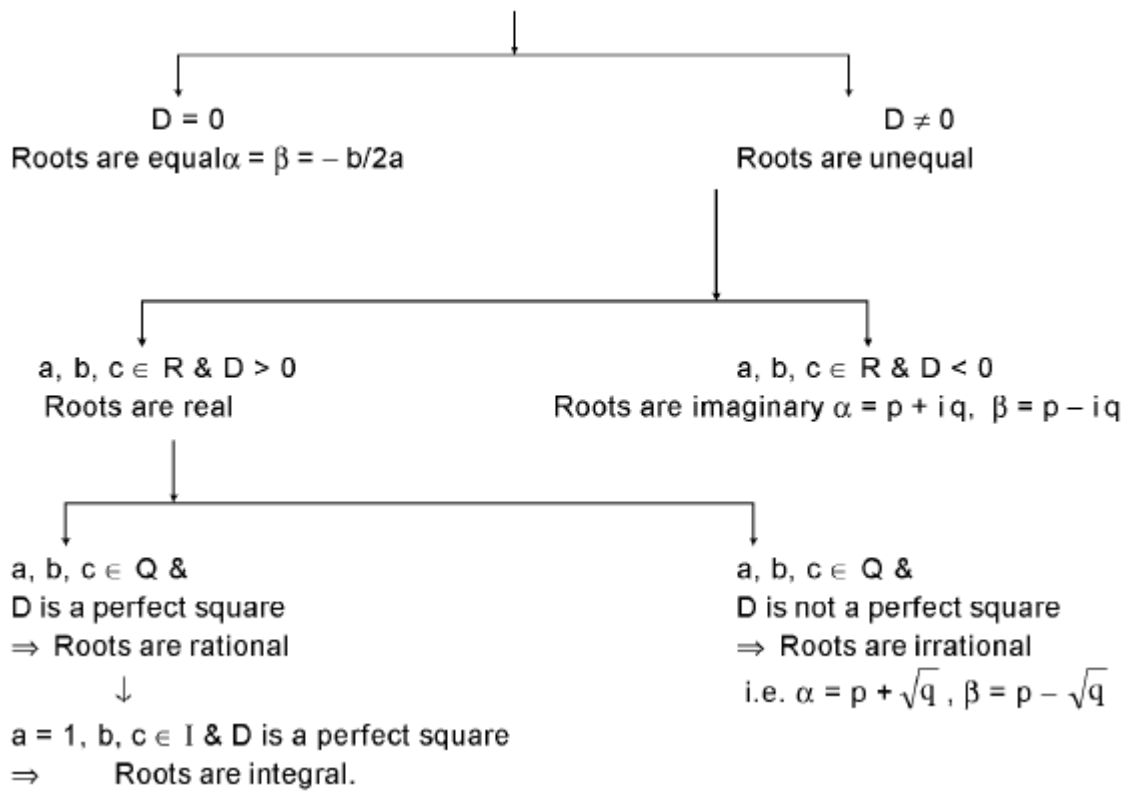 D = 0
D ≠ 0
Roots are equalα = β = – b/2a
Roots are unequal
a, b, c ∈ R & D > 0
a, b, c ∈ R & D < 0
Roots are real
Roots are imaginary α = p + i q, β = p – i q
a, b, c ∈ Q &
D is a perfect square
⇒ Roots are rational
↓
a = 1, b, c ∈ I & D is a perfect square
⇒ Roots are integral.
a, b, c ∈ Q &
D is not a perfect square
⇒ Roots are irrational
i.e. α = p + √q , β = p – √q